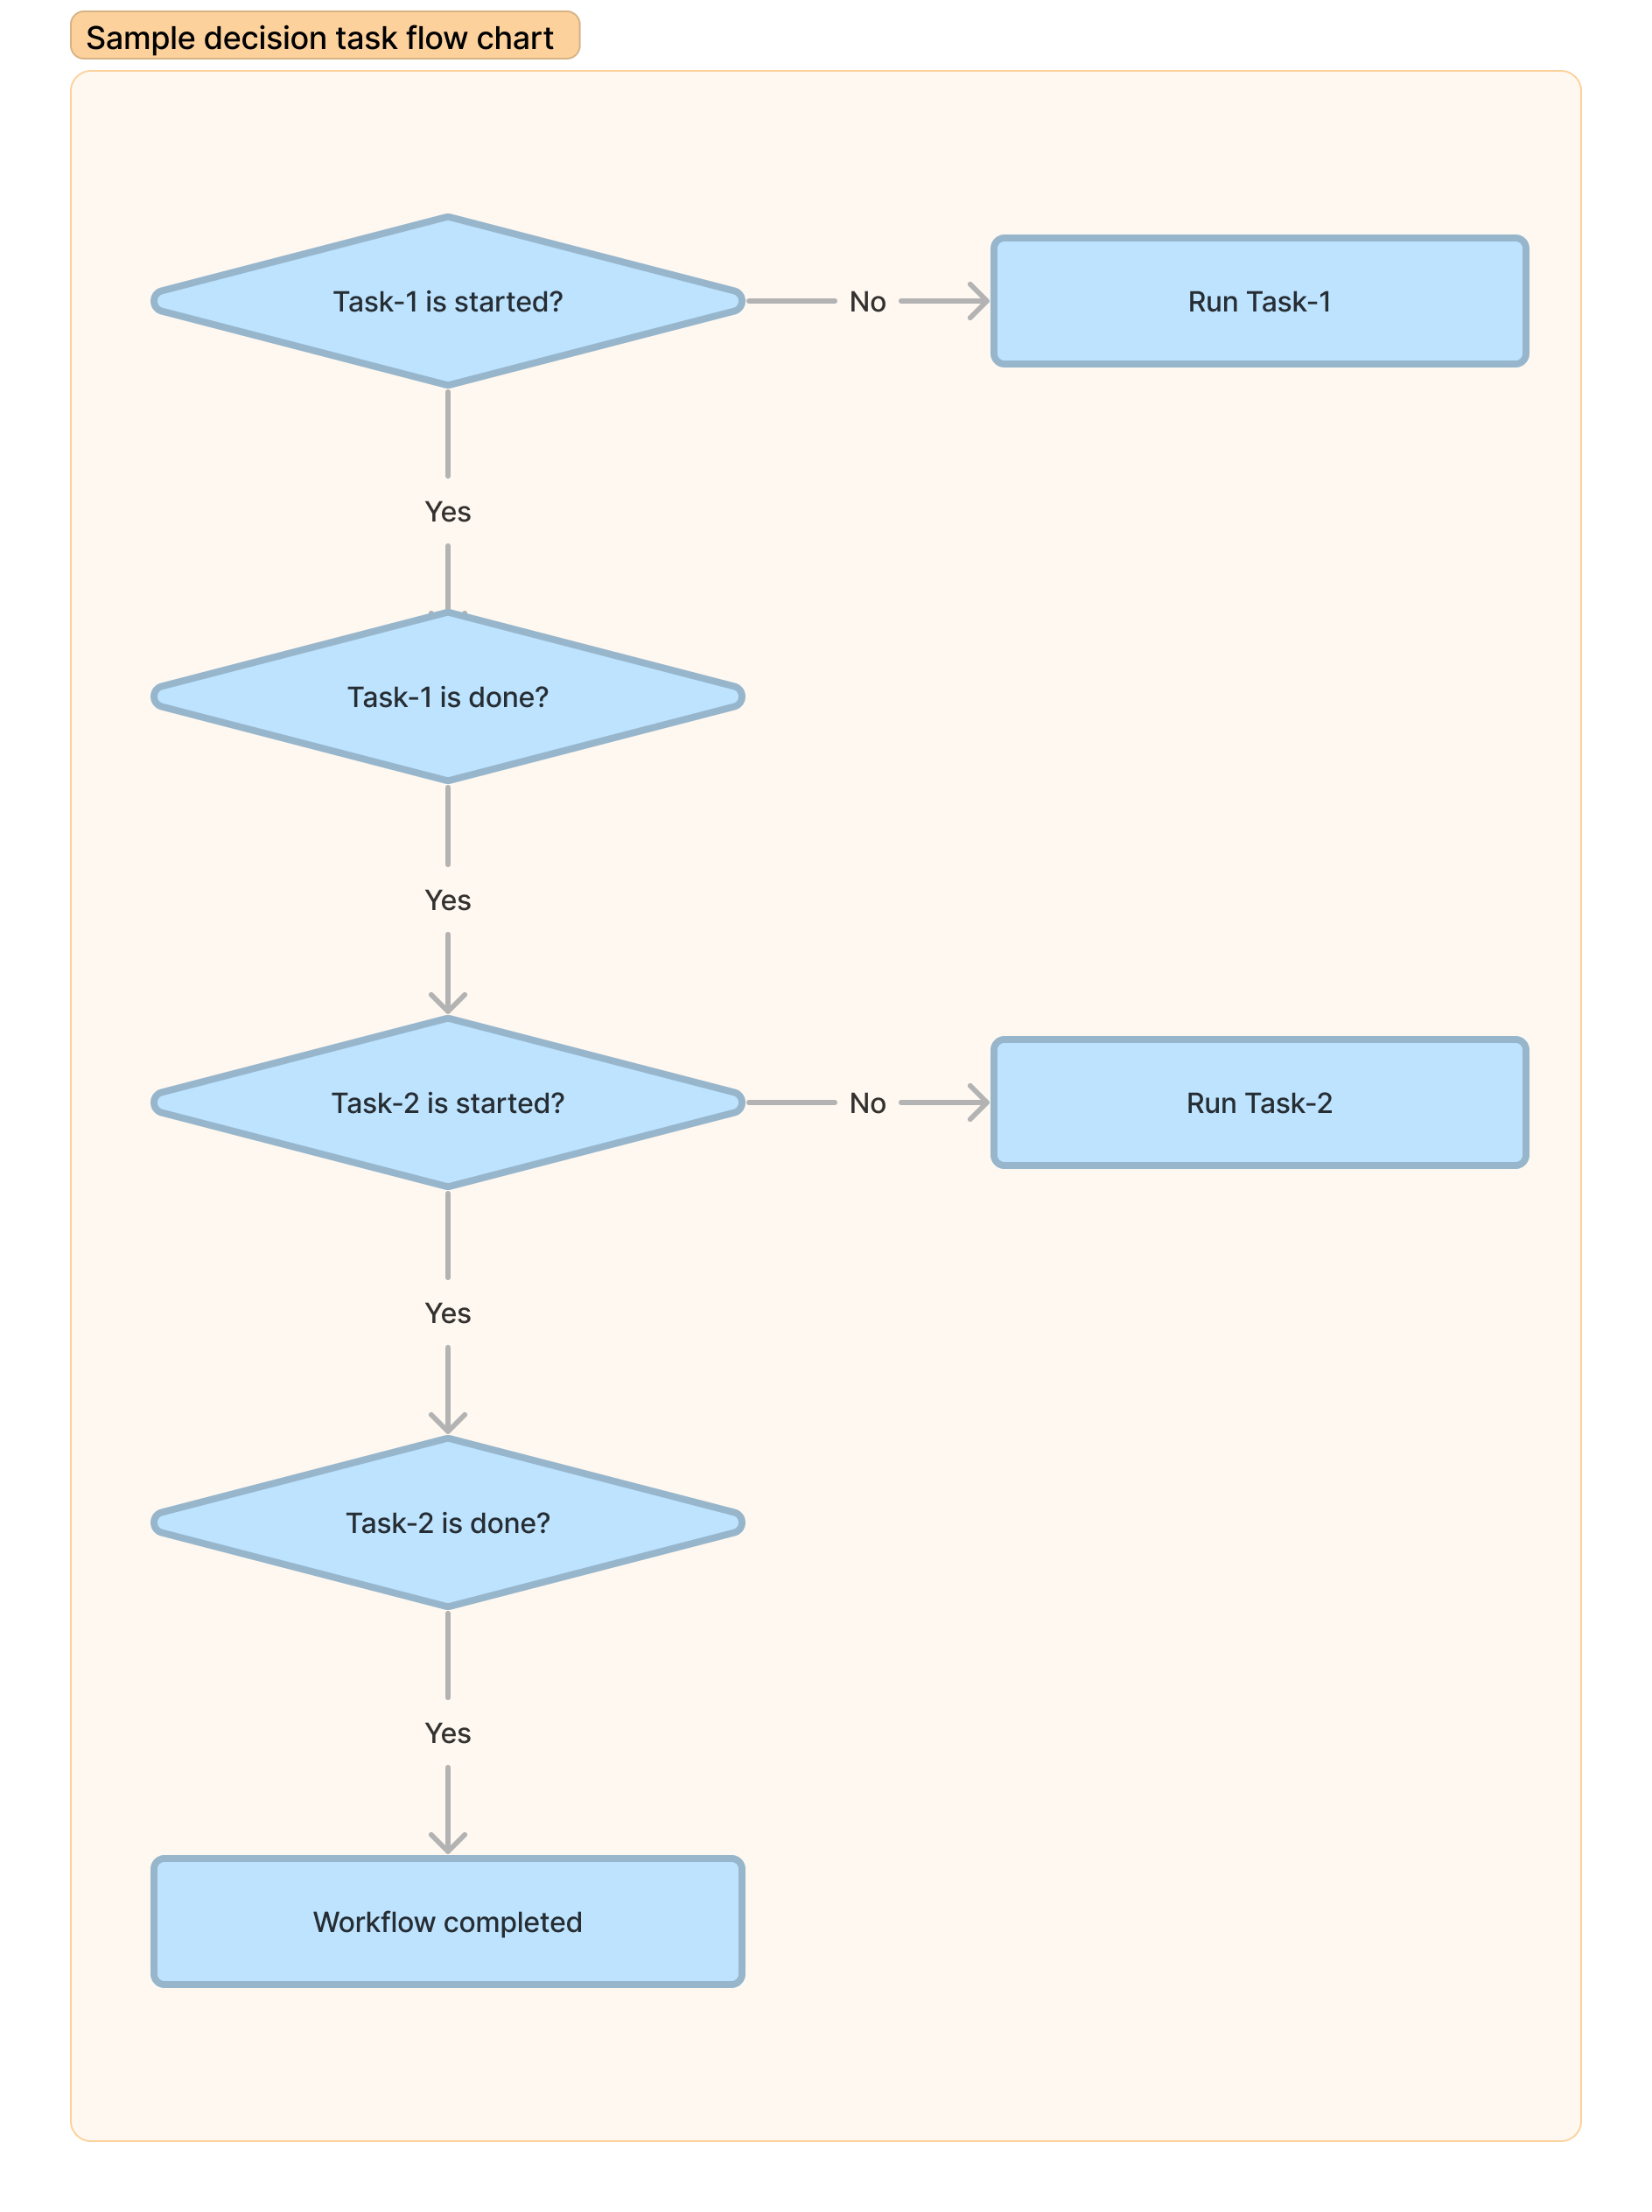 Sample decision task flow chart
Task-1 is started?
No
Run Task-1
Yes
Task-1 is done?
Yes
Task-2 is started?
No
Run Task-2
Yes
Task-2 is done?
Yes
Workflow completed